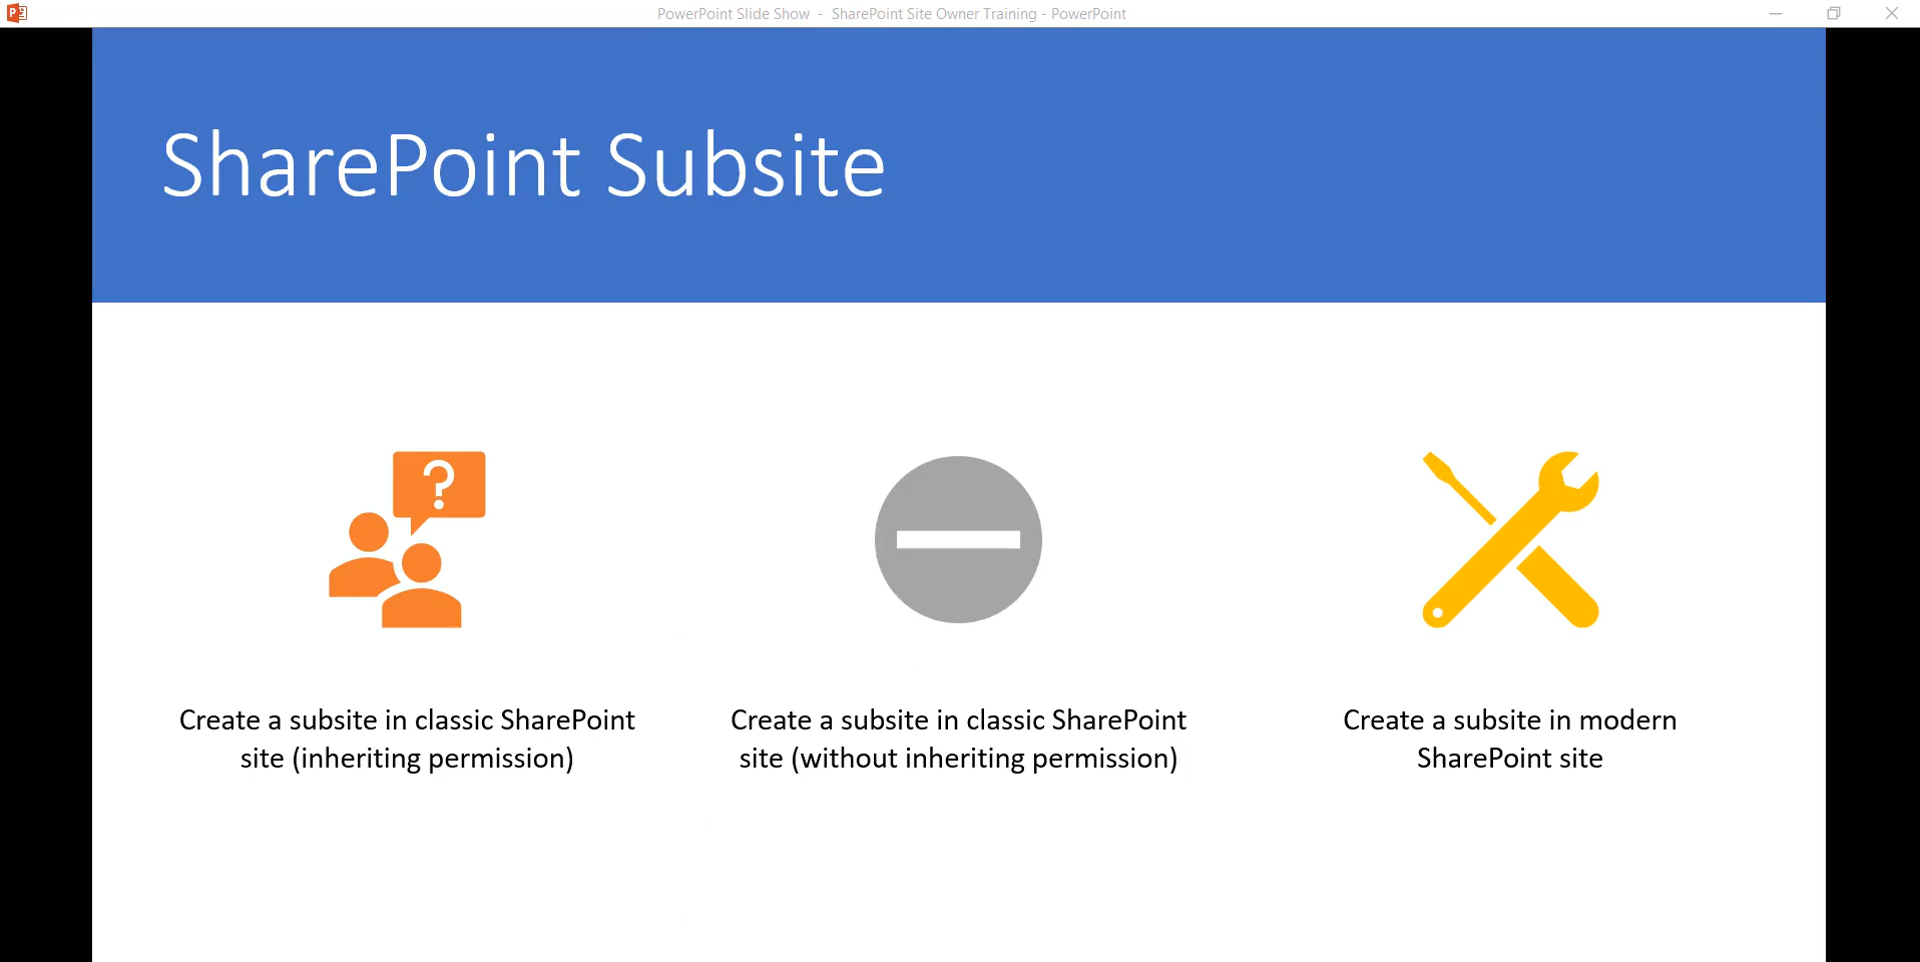 PowerPoint Slide Show - SharePoint Site Owner Training - PowerPoint
SharePoint Subsite
?
Create a subsite in classic SharePoint
site (inheriting permission)
Create a subsite in classic SharePoint
site (without inheriting permission)
Create a subsite in modern
SharePoint site